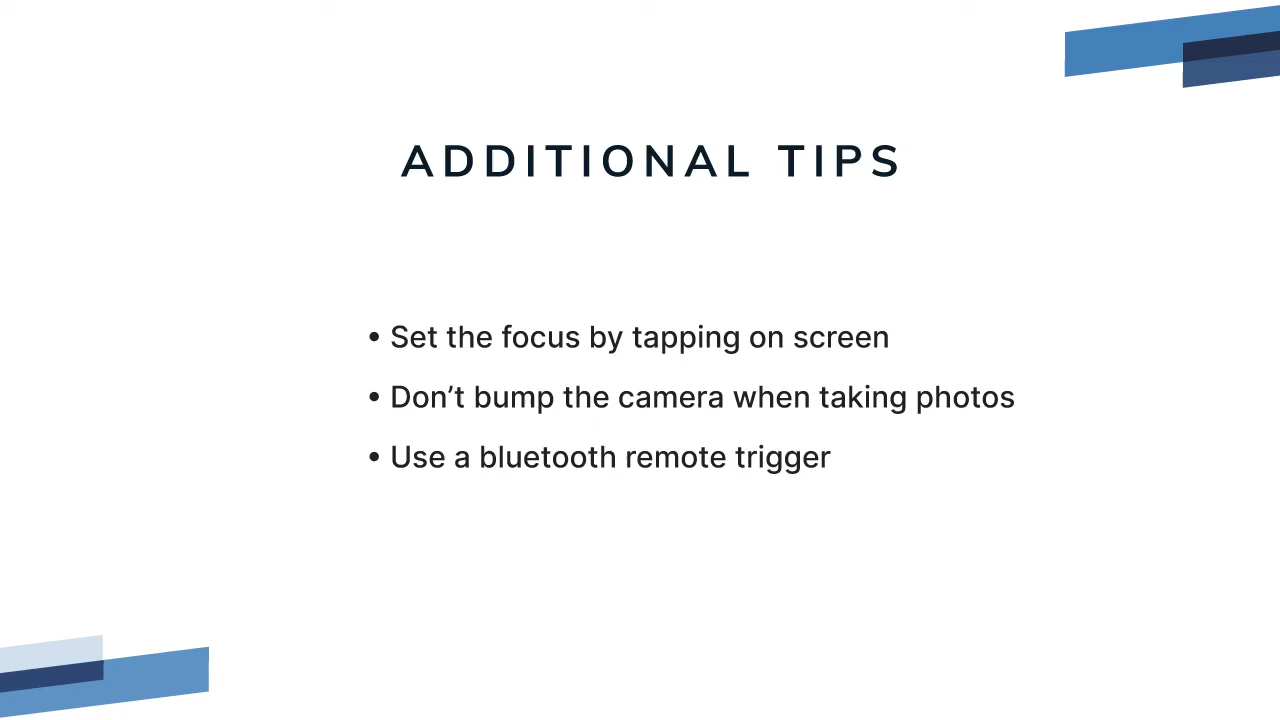 ADDITIONAL TIPS
• Set the focus by tapping on screen
• Don’t bump the camera when taking photos
• Use a bluetooth remote trigger